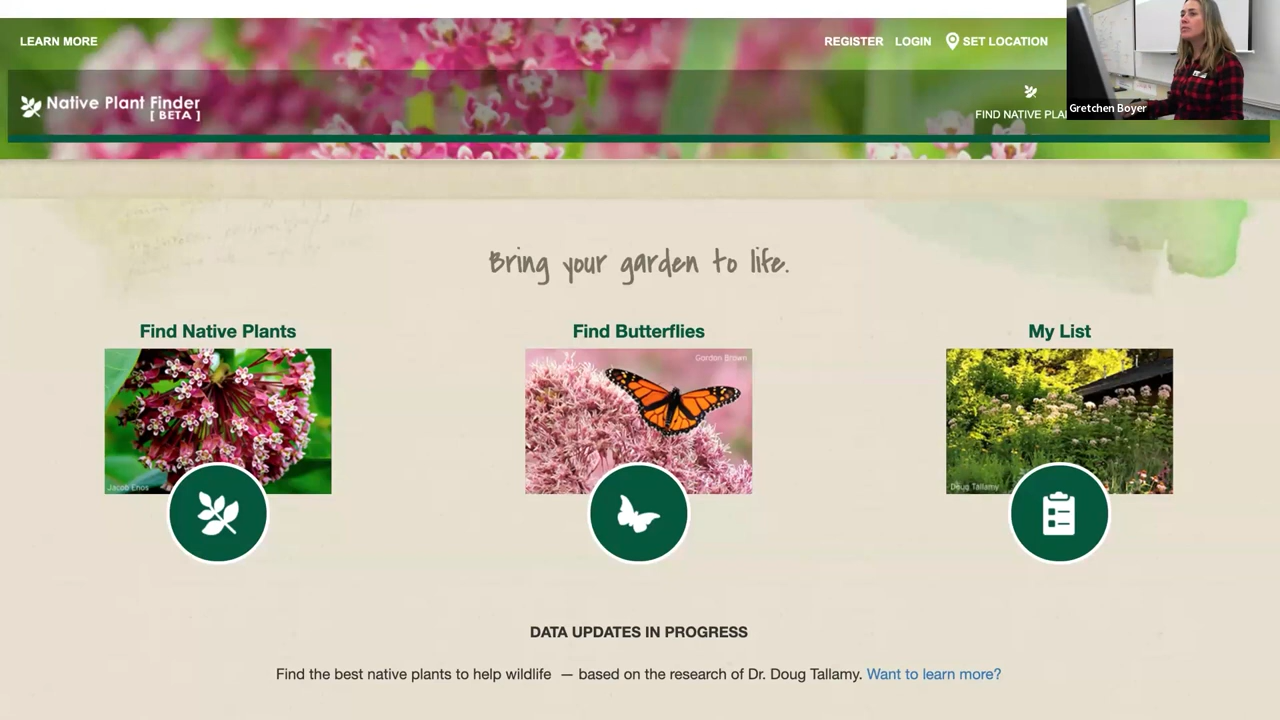 LEARN MORE
REGISTER LOGIN SET LOCATION
Native Plant Finder
[ BETA ]
FIND NATIVE PLA
Gretchen Boyer
Bring your garden to life.
Find Native Plants
Find Butterflies
My List
Gordon Brown
Jacob Enos
Doug Tallamy
DATA UPDATES IN PROGRESS
Find the best native plants to help wildlife — based on the research of Dr. Doug Tallamy. Want to learn more?